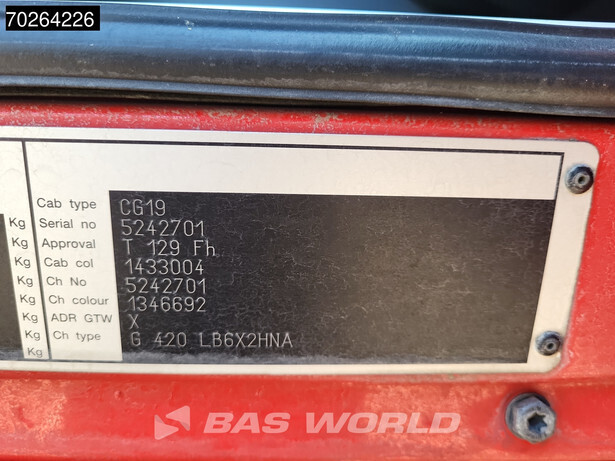 70264226
Cab type CG19
Kg Serial no 5242701
Kg Approval T 129 Fh
Kg Cab col 1433004
Kg Ch No 5242701
Kg Ch colour 1346692
Kg ADR GTW X
Kg Ch type G 420 LB6X2HNA
Kg
BAS WORLD